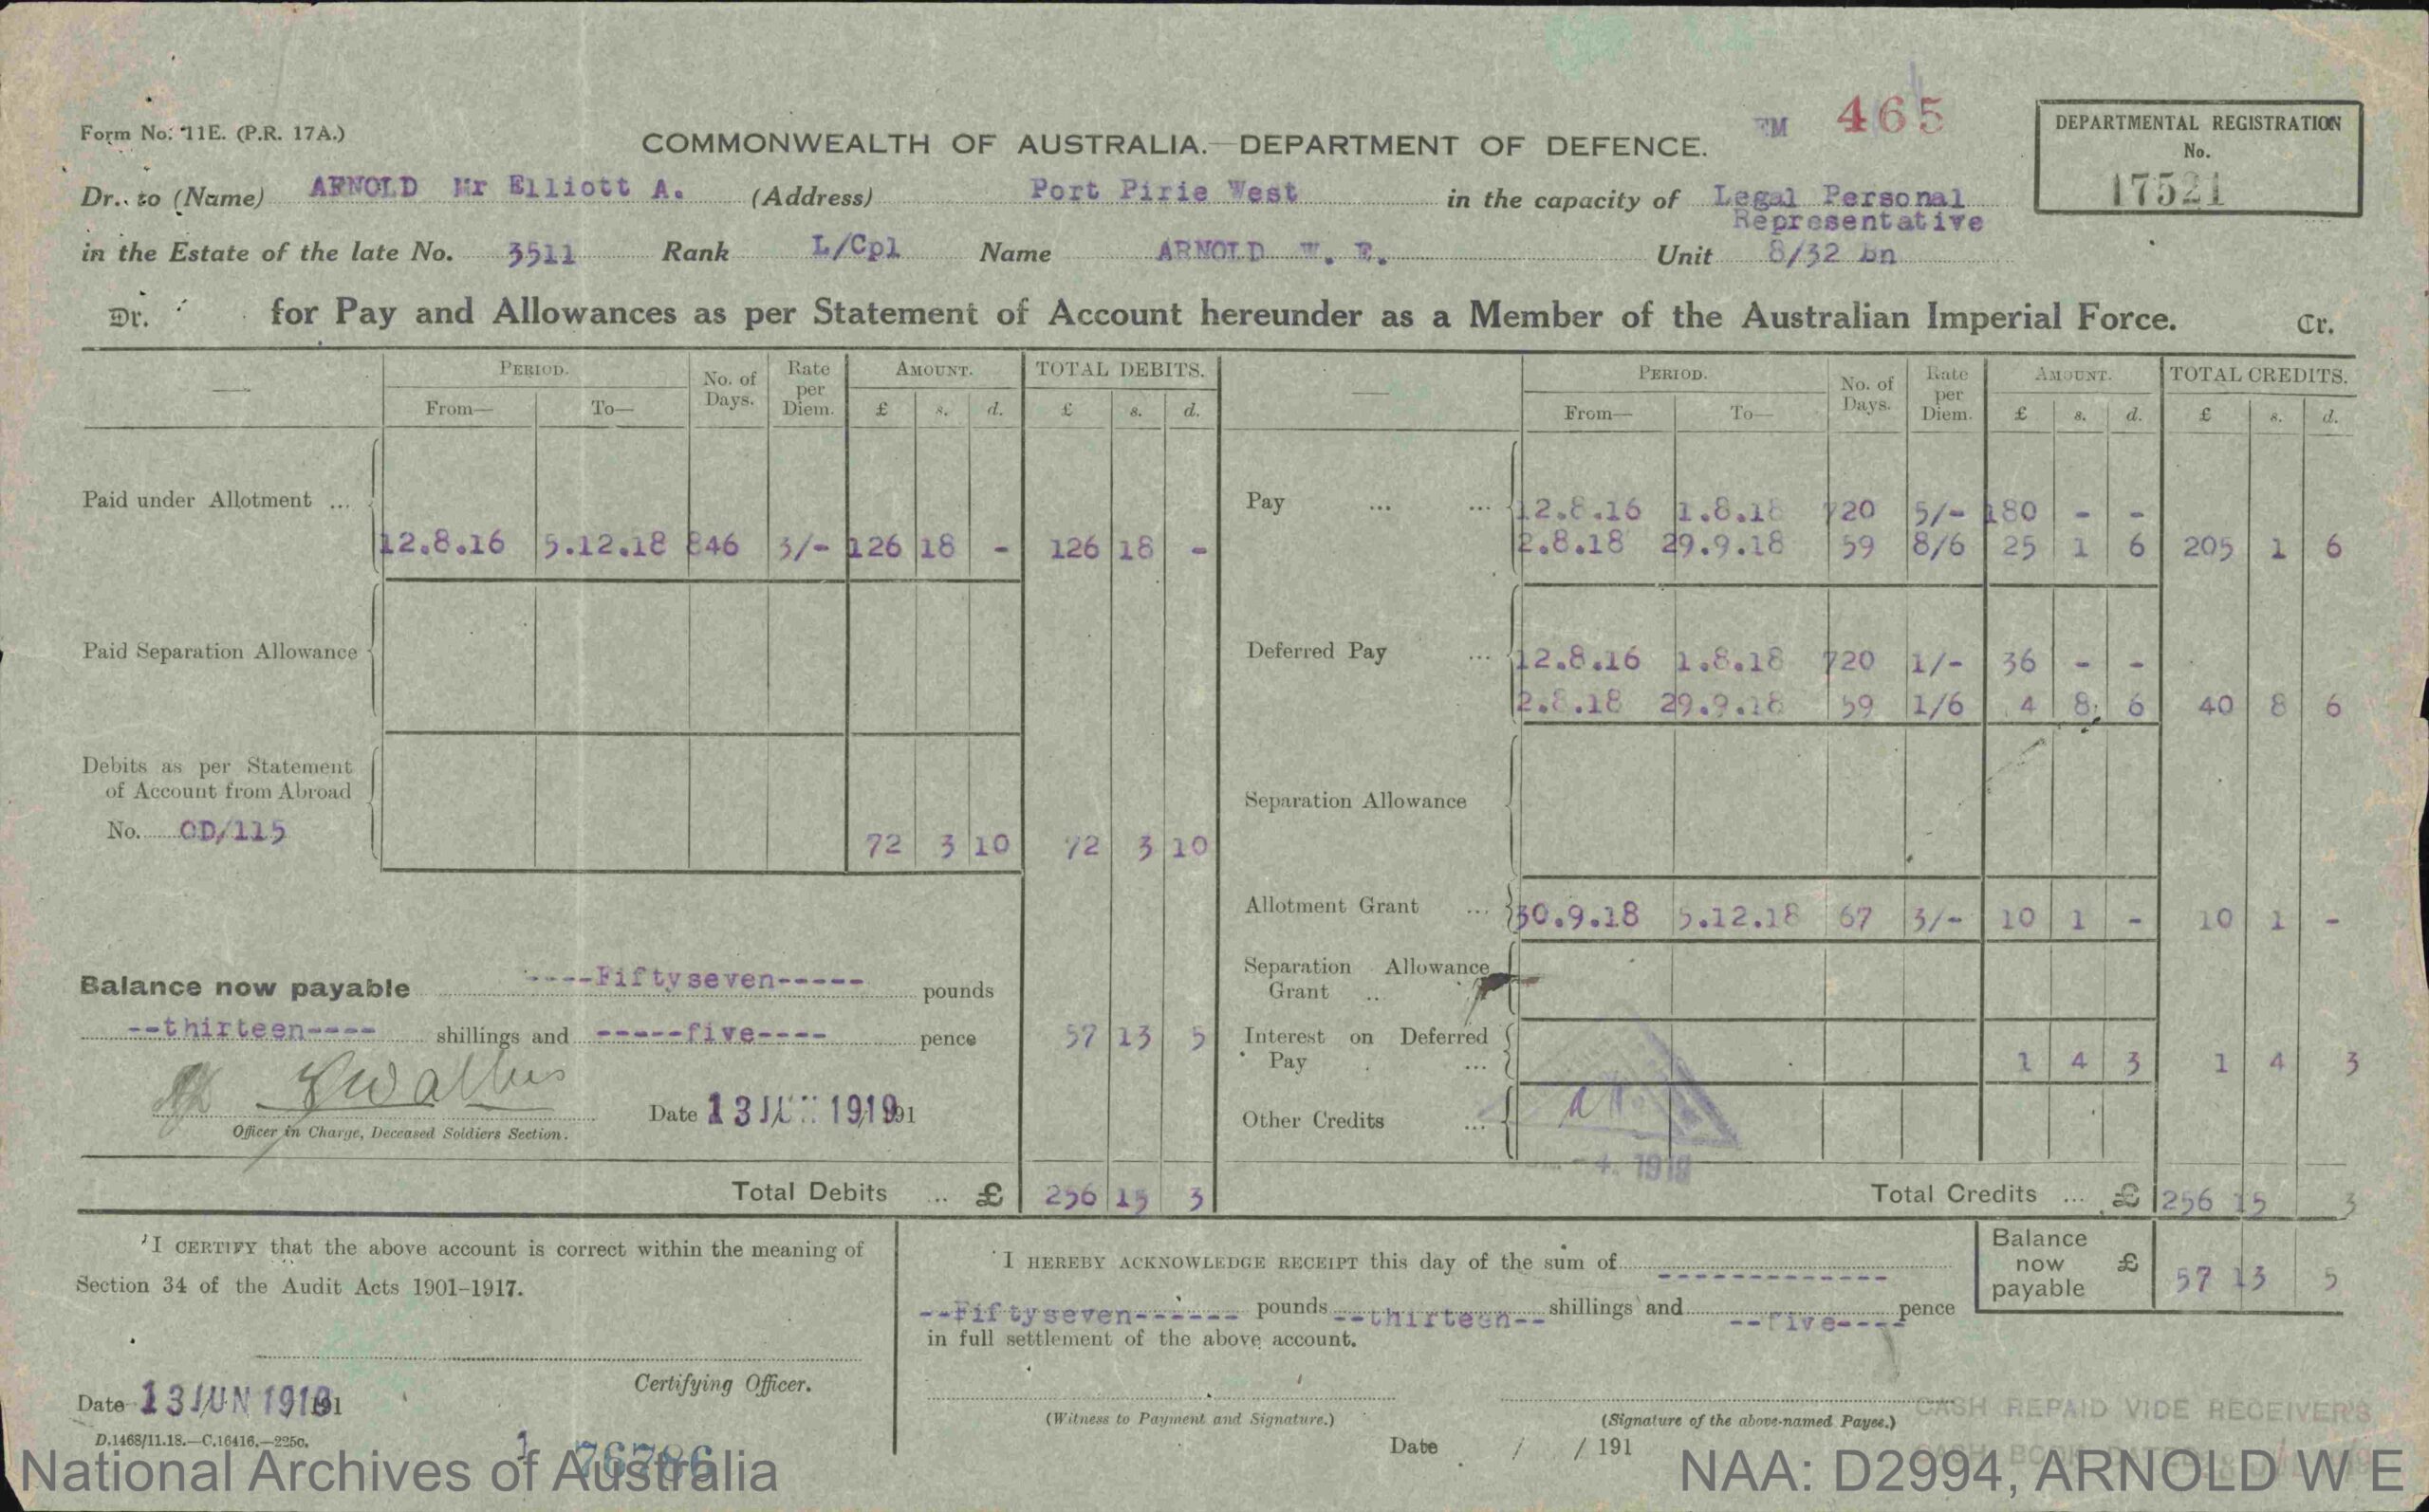 Form No. 11E. (P.R. 17A.)
COMMONWEALTH OF AUSTRALIA.—DEPARTMENT OF DEFENCE.
FM 465
DEPARTMENTAL REGISTRATION
No.
17521
Dr. to (Name) ARNOLD Mr Elliott A. (Address) Port Pirie West in the capacity of Legal Personal
Representative
in the Estate of the late No. 3511 Rank L/Cpl Name ARNOLD W. E. Unit 8/32 bn
Dr. for Pay and Allowances as per Statement of Account hereunder as a Member of the Australian Imperial Force. Cr.
— PERIOD. No. of Days. Rate per Diem. AMOUNT. TOTAL DEBITS.
From— To— £ s. d. £ s. d.
Paid under Allotment ...
12.8.16 5.12.18 846 3/- 126 18 - 126 18 -
Paid Separation Allowance
Debits as per Statement
of Account from Abroad
No. OD/115
72 3 10 72 3 10
Balance now payable ----Fiftyseven----- pounds
--thirteen---- shillings and -----five---- pence 57 13 5
Officer in Charge, Deceased Soldiers Section.
Date 13 JUN 1919 191
Total Debits ... £ 256 15 3
— PERIOD. No. of Days. Rate per Diem. AMOUNT. TOTAL CREDITS.
From— To— £ s. d. £ s. d.
Pay ... ... 12.8.16 1.8.18 720 5/- 180 - -
2.8.18 29.9.18 59 8/6 25 1 6 205 1 6
Deferred Pay ... 12.8.16 1.8.18 720 1/- 36 - -
2.8.18 29.9.18 59 1/6 4 8 6 40 8 6
Separation Allowance
Allotment Grant ... 30.9.18 5.12.18 67 3/- 10 1 - 10 1 -
Separation Allowance
Grant ..
Interest on Deferred
Pay ... 1 4 3 1 4 3
Other Credits ...
Total Credits ... £ 256 15 3
I CERTIFY that the above account is correct within the meaning of
Section 34 of the Audit Acts 1901-1917.
Certifying Officer.
Date 13 JUN 1919 191
D.1468/11.18.—C.16416.—225c.
I HEREBY ACKNOWLEDGE RECEIPT this day of the sum of ------------
--Fiftyseven------- pounds --thirteen-- shillings and --five---- pence
in full settlement of the above account.
(Witness to Payment and Signature.)
(Signature of the above-named Payee.)
Date / / 191
Balance
now £
payable
57 13 5
CASH REPAID VIDE RECEIVER'S
76786
National Archives of Australia
NAA: D2994, ARNOLD W E